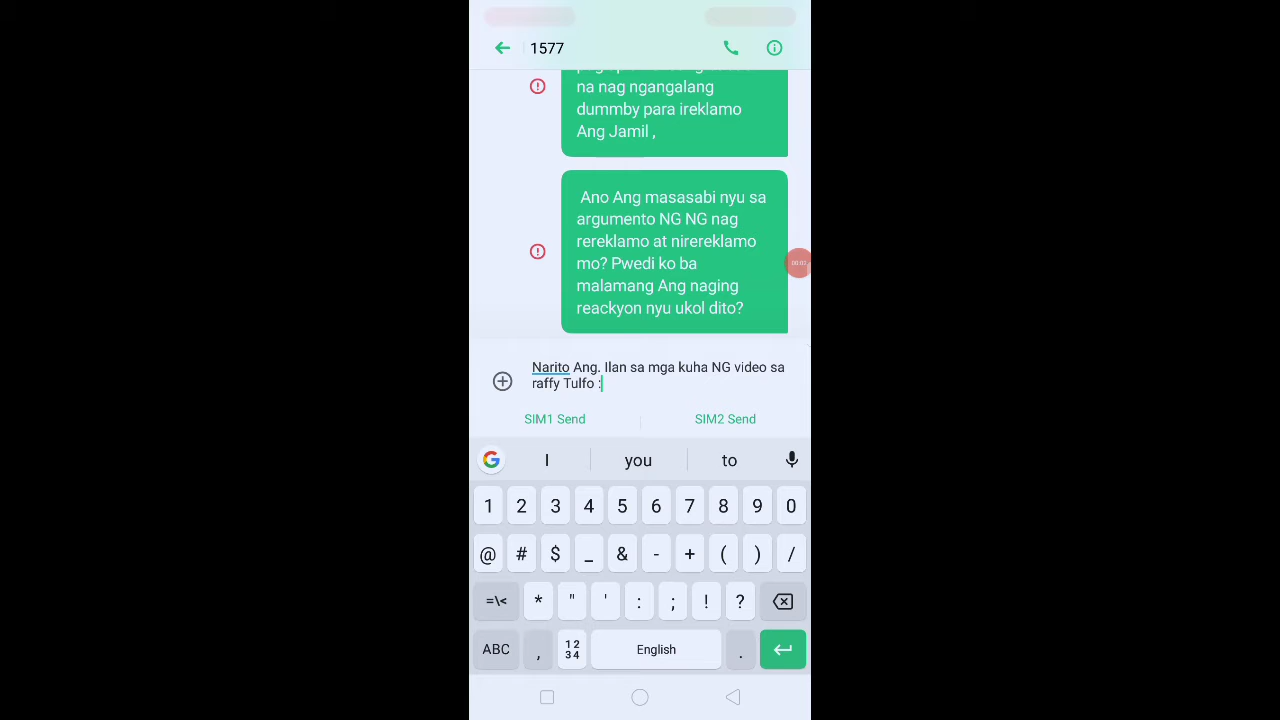 1577
na nag ngangalang
dummby para ireklamo
Ang Jamil ,
Ano Ang masasabi nyu sa
argumento NG NG nag
rereklamo at nirereklamo
mo? Pwedi ko ba
malamang Ang naging
reackyon nyu ukol dito?
Narito Ang. Ilan sa mga kuha NG video sa
raffy Tulfo :
SIM1 Send SIM2 Send
I you to
1 2 3 4 5 6 7 8 9 0
@ # $ _ & - + ( ) /
=\< * " ' : ; ! ?
ABC , 12 34 English .